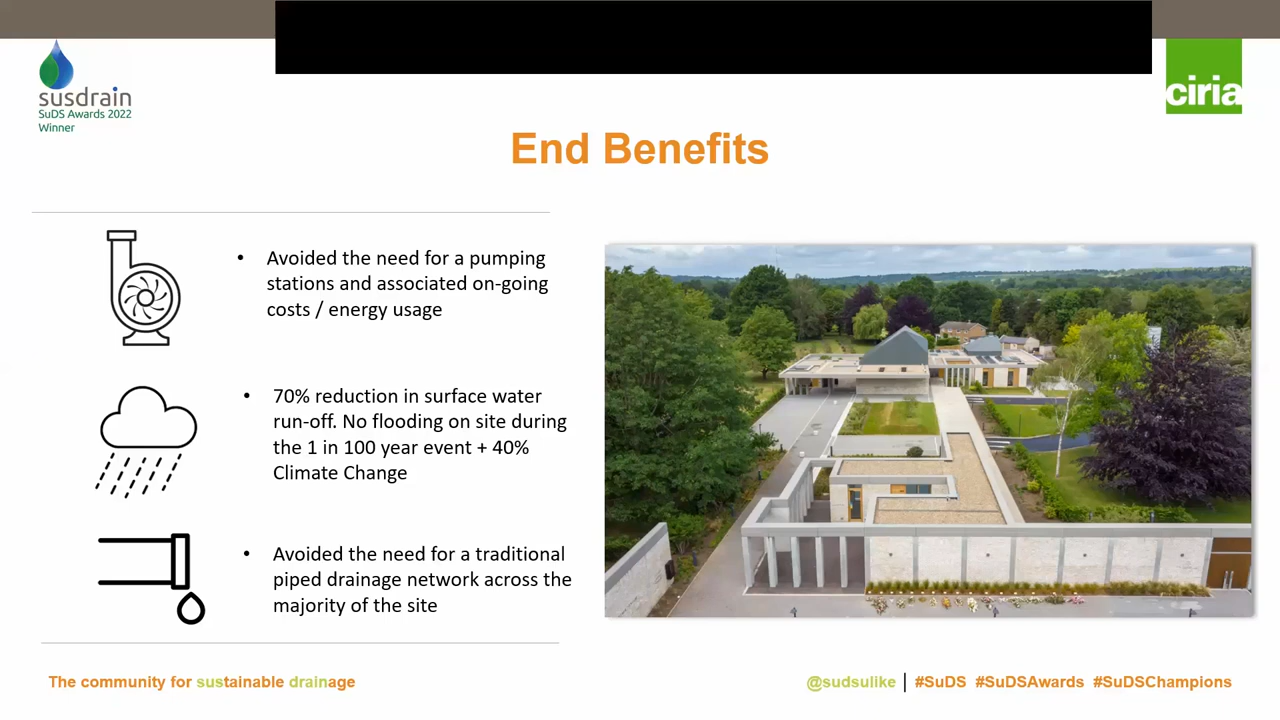 susdrain
SuDS Awards 2022
Winner
ciria
End Benefits
• Avoided the need for a pumping
stations and associated on-going
costs / energy usage
• 70% reduction in surface water
run-off. No flooding on site during
the 1 in 100 year event + 40%
Climate Change
• Avoided the need for a traditional
piped drainage network across the
majority of the site
The community for sustainable drainage
@sudsulike | #SuDS #SuDSAwards #SuDSChampions